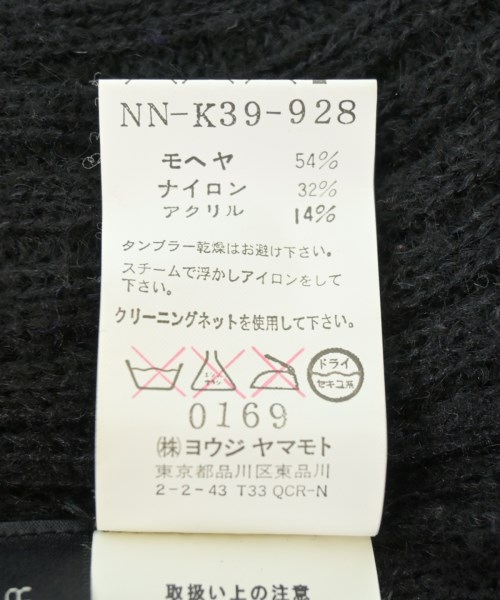 NN-K39-928
モヘヤ 54%
ナイロン 32%
アクリル 14%
タンブラー乾燥はお避け下さい。
スチームで浮かしアイロンをして
下さい。
クリーニングネットを使用して下さい。
ドライ
セキユ系
0169
㈱ヨウジ ヤマモト
東京都品川区東品川
2-2-43 T33 QCR-N
取扱い上の注意
R